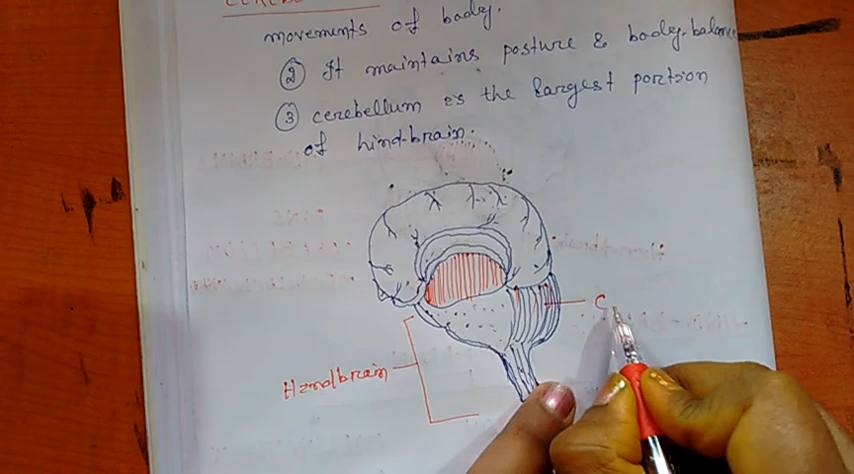 movements of body.
② It maintains posture & body-balance
③ cerebellum is the largest portion
of hind-brain.
Hindbrain
C